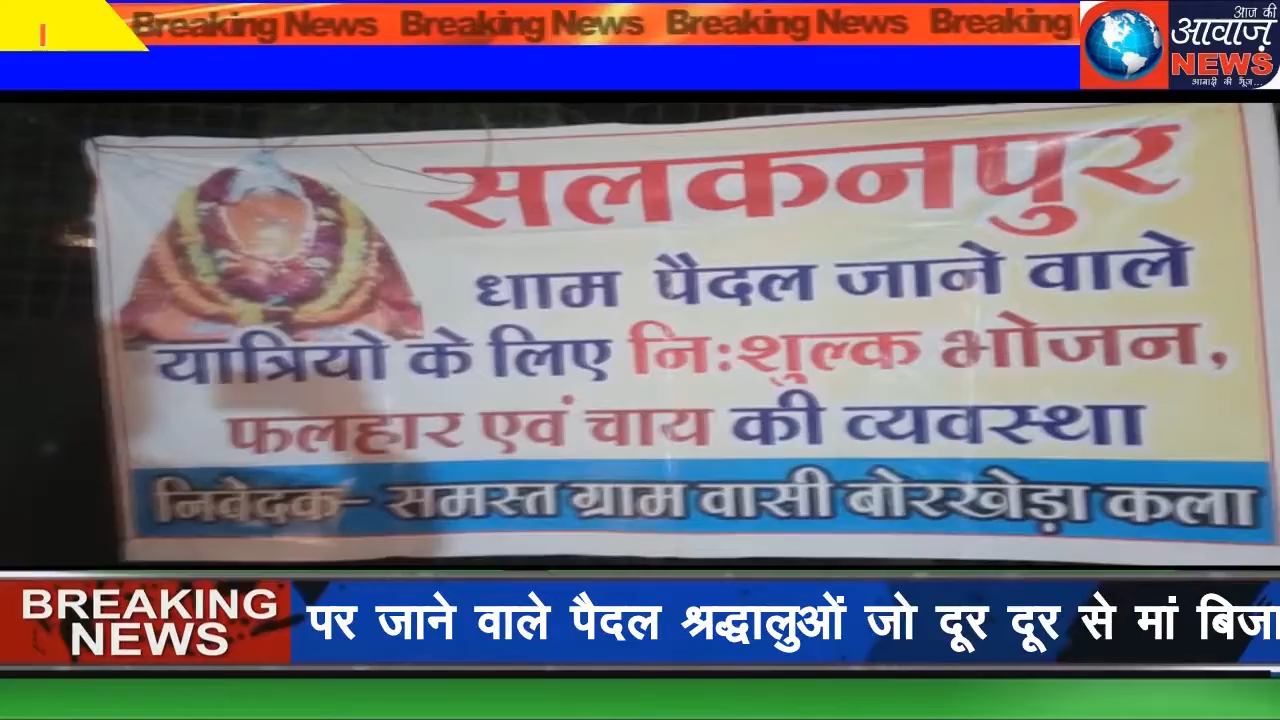 Breaking News Breaking News Breaking News Breaking
आज की
आवाज़
NEWS
सलकनपुर
धाम पैदल जाने वाले
यात्रियो के लिए निःशुल्क भोजन,
फलहार एवं चाय की व्यवस्था
निवेदक- समस्त ग्राम वासी बोरखेड़ा कला
BREAKING
NEWS
पर जाने वाले पैदल श्रद्धालुओं जो दूर दूर से मां बिजा